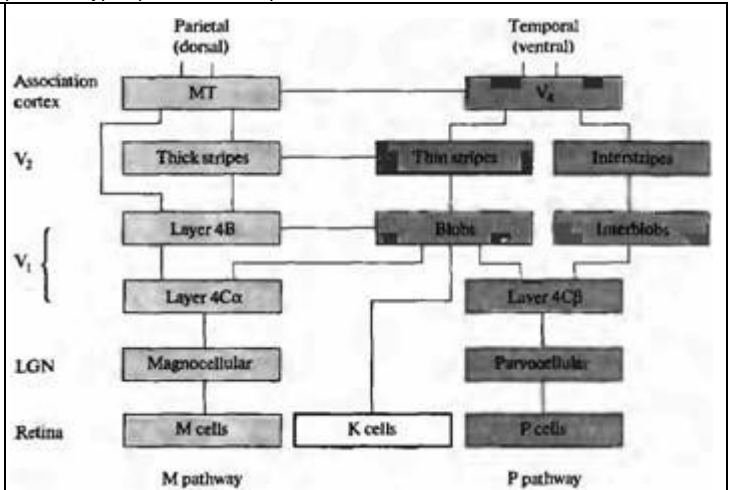 Parietal
(dorsal)
Temporal
(ventral)
Association
cortex
MT
V4
V2
Thick stripes
Thin stripes
Interstripes
V1
Layer 4B
Blobs
Interblobs
Layer 4Cα
Layer 4Cβ
LGN
Magnocellular
Parvocellular
Retina
M cells
K cells
P cells
M pathway
P pathway